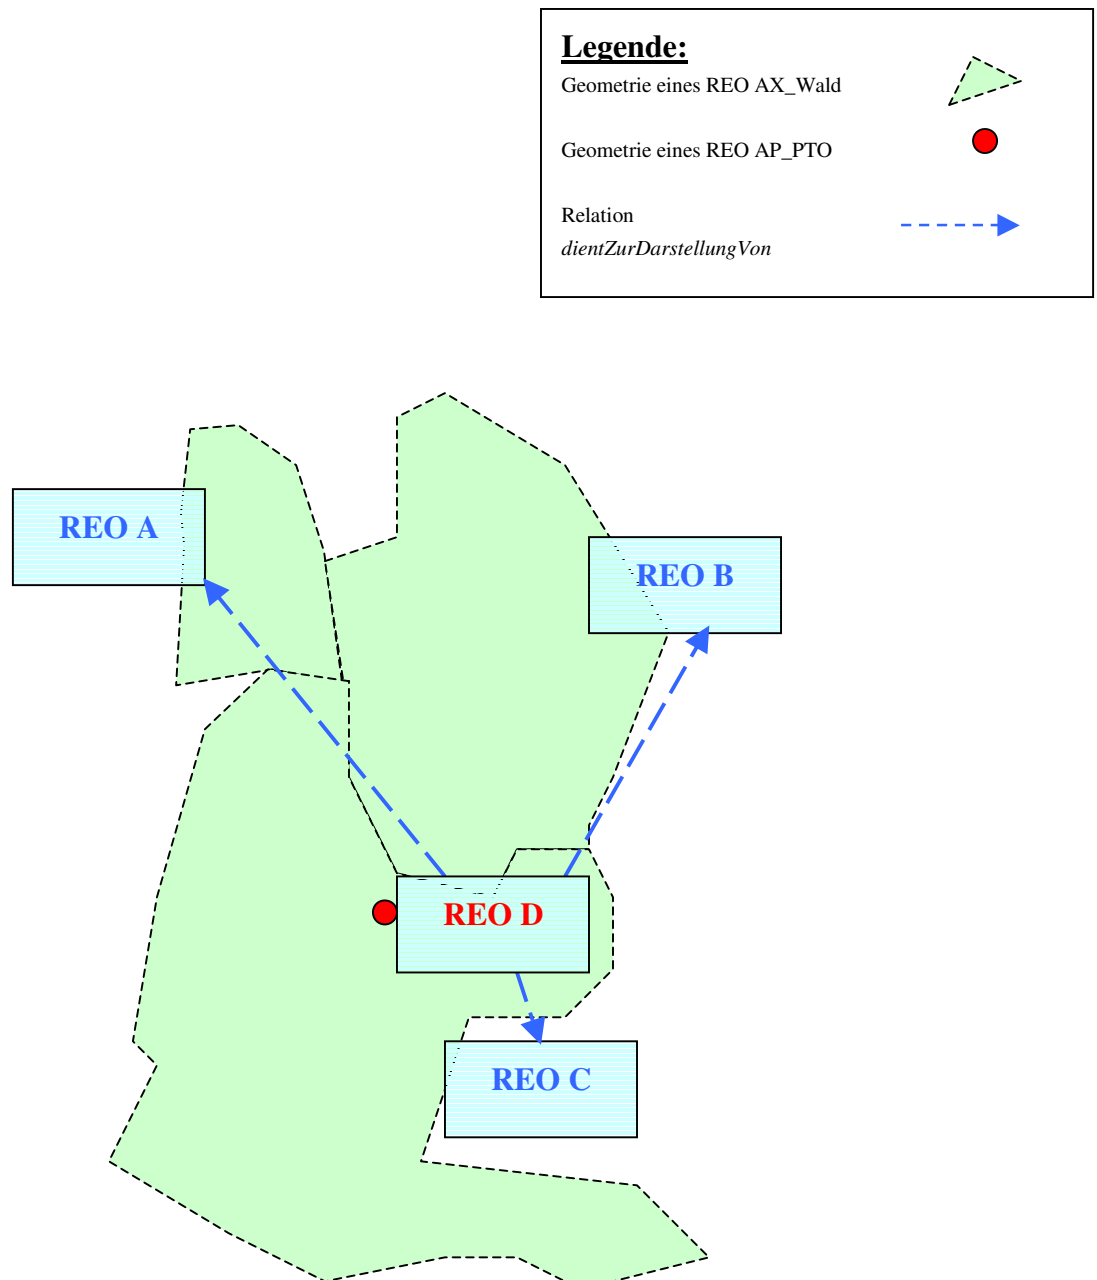 Legende:
Geometrie eines REO AX_Wald
Geometrie eines REO AP_PTO
Relation
dientZurDarstellungVon
REO A
REO B
REO D
REO C